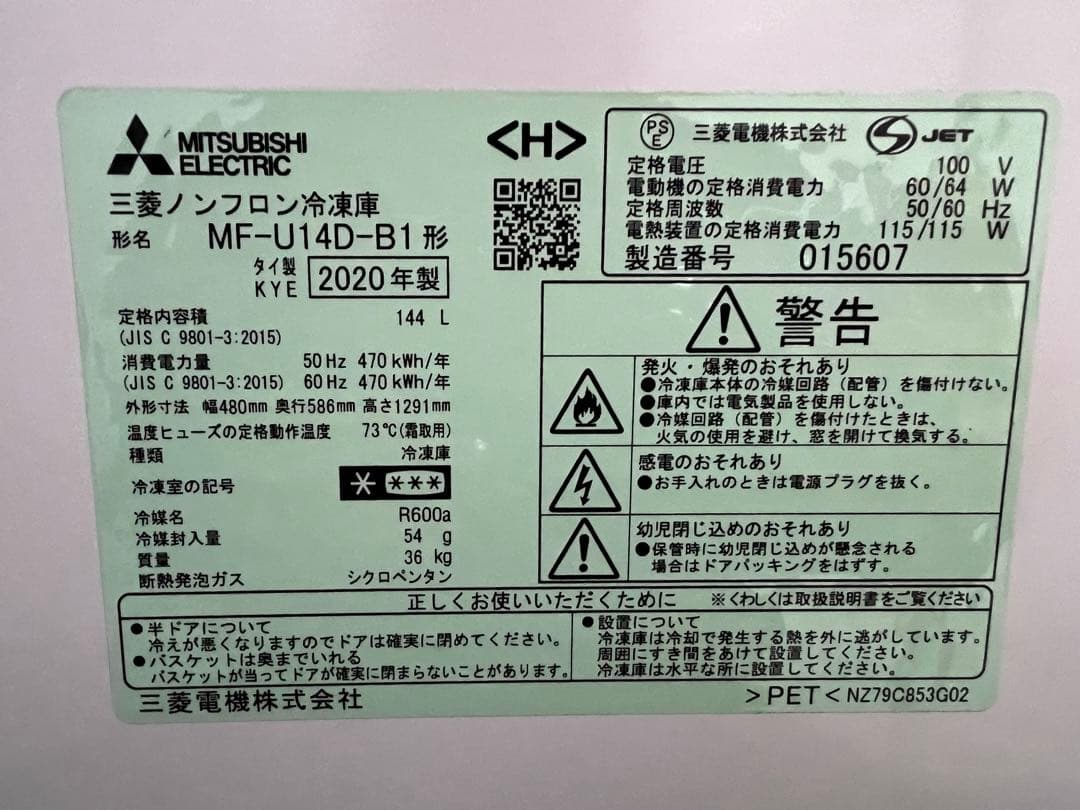 MITSUBISHI
ELECTRIC
<H>
三菱ノンフロン冷凍庫
形名 MF-U14D-B1形
タイ製
KYE
2020年製
定格内容積 144 L
(JIS C 9801-3:2015)
消費電力量 50Hz 470kWh/年
(JIS C 9801-3:2015) 60Hz 470kWh/年
外形寸法 幅480mm 奥行586mm 高さ1291mm
温度ヒューズの定格動作温度 73℃(霜取用)
種類 冷凍庫
冷凍室の記号 * ***
冷媒名 R600a
冷媒封入量 54 g
質量 36 kg
断熱発泡ガス シクロペンタン
PSE 三菱電機株式会社 S JET
定格電圧 100 V
電動機の定格消費電力 60/64 W
定格周波数 50/60 Hz
電熱装置の定格消費電力 115/115 W
製造番号 015607
警告
発火・爆発のおそれあり
●冷凍庫本体の冷媒回路（配管）を傷付けない。
●庫内では電気製品を使用しない。
●冷媒回路（配管）を傷付けたときは、
火気の使用を避け、窓を開けて換気する。
感電のおそれあり
●お手入れのときは電源プラグを抜く。
幼児閉じ込めのおそれあり
●保管時に幼児閉じ込めが懸念される
場合はドアパッキングをはずす。
正しくお使いいただくために ※くわしくは取扱説明書をご覧ください
●半ドアについて
冷えが悪くなりますのでドアは確実に閉めてください。
●バスケットは奥までいれる
バスケットが当ってドアが確実に閉まらないことがあります。
●設置について
冷凍庫は冷却で発生する熱を外に逃がしています。
周囲にすき間をあけて設置してください。
冷凍庫は水平な所に設置してください。
三菱電機株式会社
>PET< NZ79C853G02